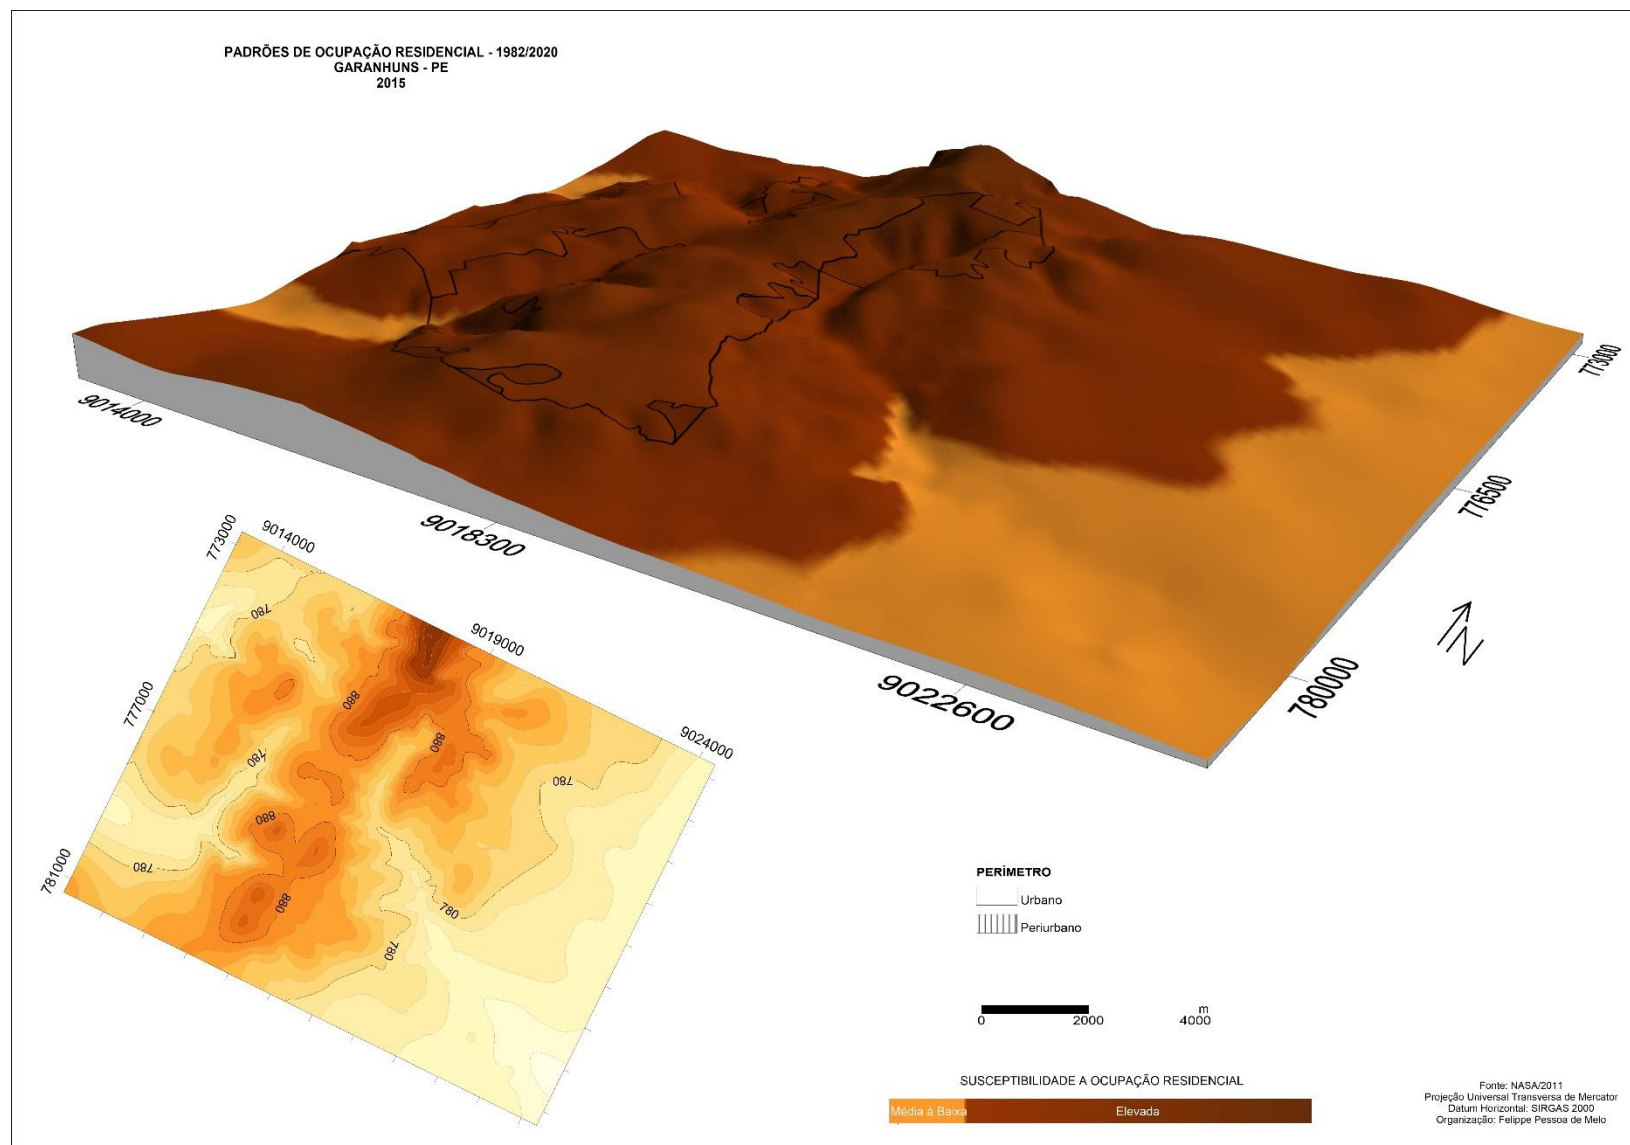 PADRÕES DE OCUPAÇÃO RESIDENCIAL - 1982/2020
GARANHUNS - PE
2015
9014000
9018300
9022600
780000
776500
773000
N
773000
9014000
9019000
9024000
777000
781000
780
880
880
780
780
880
780
880
780
780
PERÍMETRO
Urbano
Periurbano
m
0 2000 4000
SUSCEPTIBILIDADE A OCUPAÇÃO RESIDENCIAL
Média à Baixa
Elevada
Fonte: NASA/2011
Projeção Universal Transversa de Mercator
Datum Horizontal: SIRGAS 2000
Organização: Felippe Pessoa de Melo